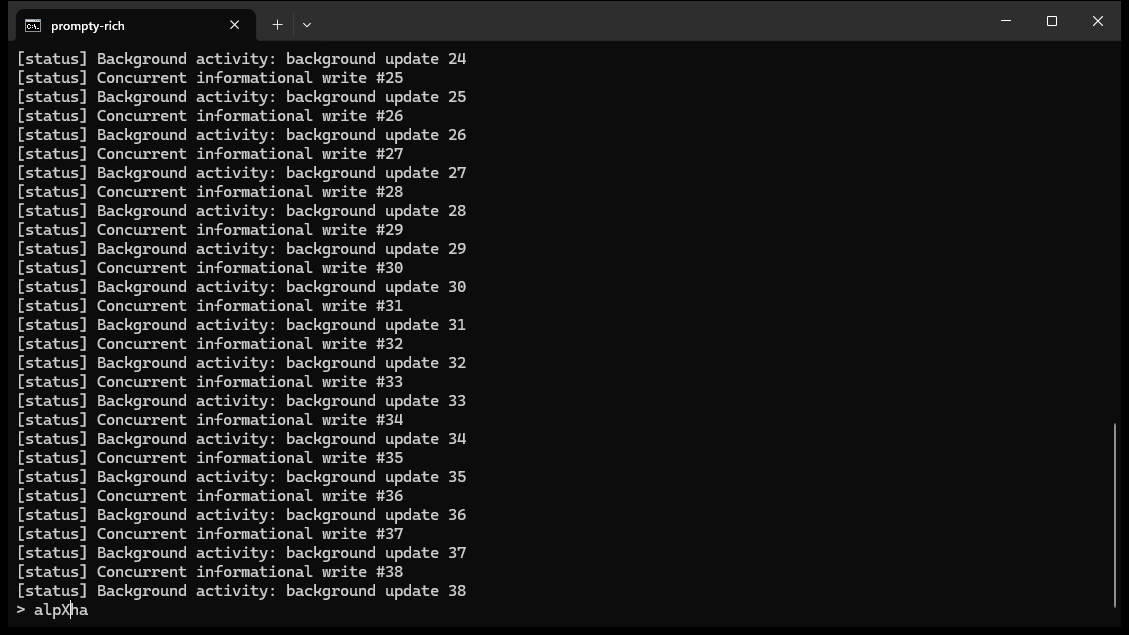 prompty-rich
[status] Background activity: background update 24
[status] Concurrent informational write #25
[status] Background activity: background update 25
[status] Concurrent informational write #26
[status] Background activity: background update 26
[status] Concurrent informational write #27
[status] Background activity: background update 27
[status] Concurrent informational write #28
[status] Background activity: background update 28
[status] Concurrent informational write #29
[status] Background activity: background update 29
[status] Concurrent informational write #30
[status] Background activity: background update 30
[status] Concurrent informational write #31
[status] Background activity: background update 31
[status] Concurrent informational write #32
[status] Background activity: background update 32
[status] Concurrent informational write #33
[status] Background activity: background update 33
[status] Concurrent informational write #34
[status] Background activity: background update 34
[status] Concurrent informational write #35
[status] Background activity: background update 35
[status] Concurrent informational write #36
[status] Background activity: background update 36
[status] Concurrent informational write #37
[status] Background activity: background update 37
[status] Concurrent informational write #38
[status] Background activity: background update 38
> alpXha